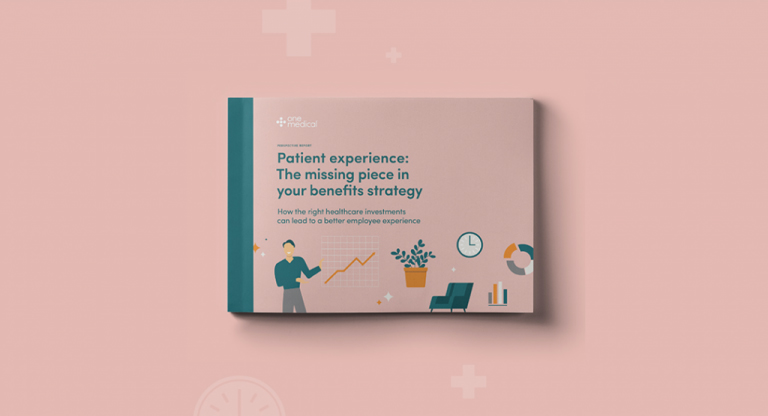 one
medical
Patient experience:
The missing piece in
your benefits strategy
How the right healthcare investments
can lead to a better employee experience